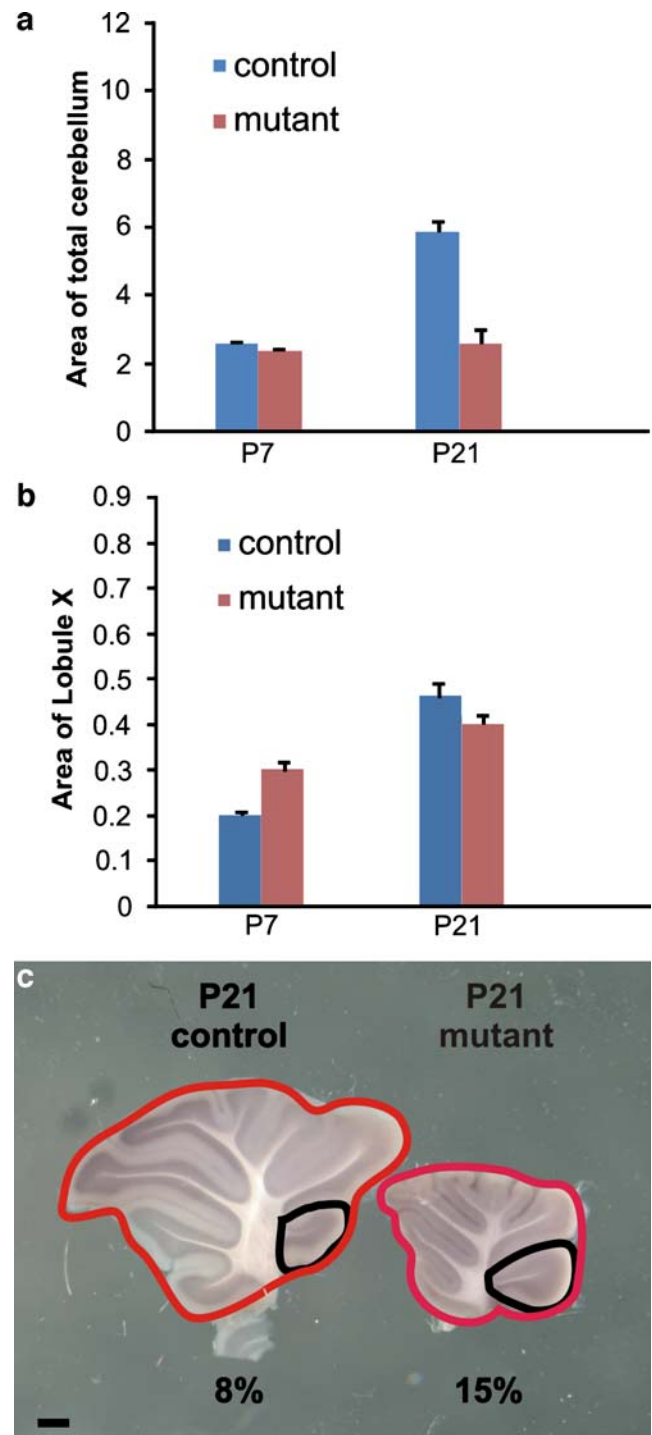 a
12
10
8
6
4
2
0
Area of total cerebellum
control
mutant
P7
P21
b
0.9
0.8
0.7
0.6
0.5
0.4
0.3
0.2
0.1
0
Area of Lobule X
control
mutant
P7
P21
c
P21
control
P21
mutant
8%
15%